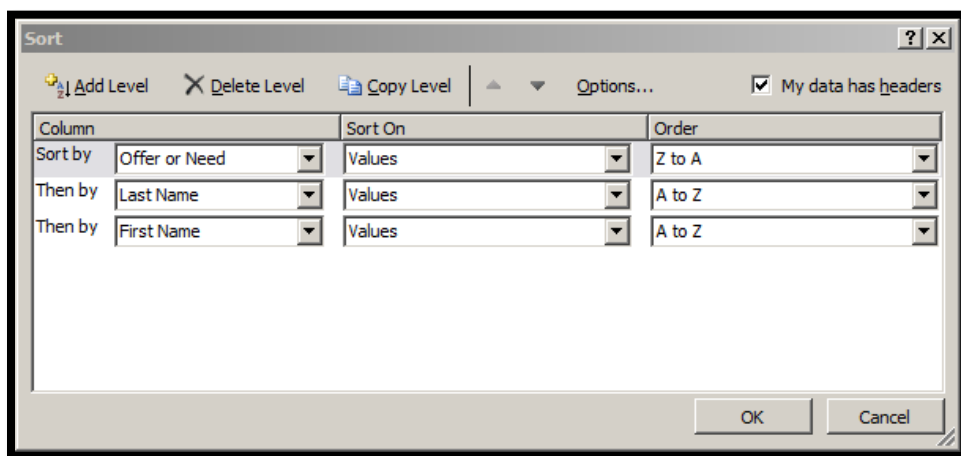 Sort
Add Level Delete Level Copy Level Options... My data has headers
Column Sort On Order
Sort by Offer or Need Values Z to A
Then by Last Name Values A to Z
Then by First Name Values A to Z
OK Cancel